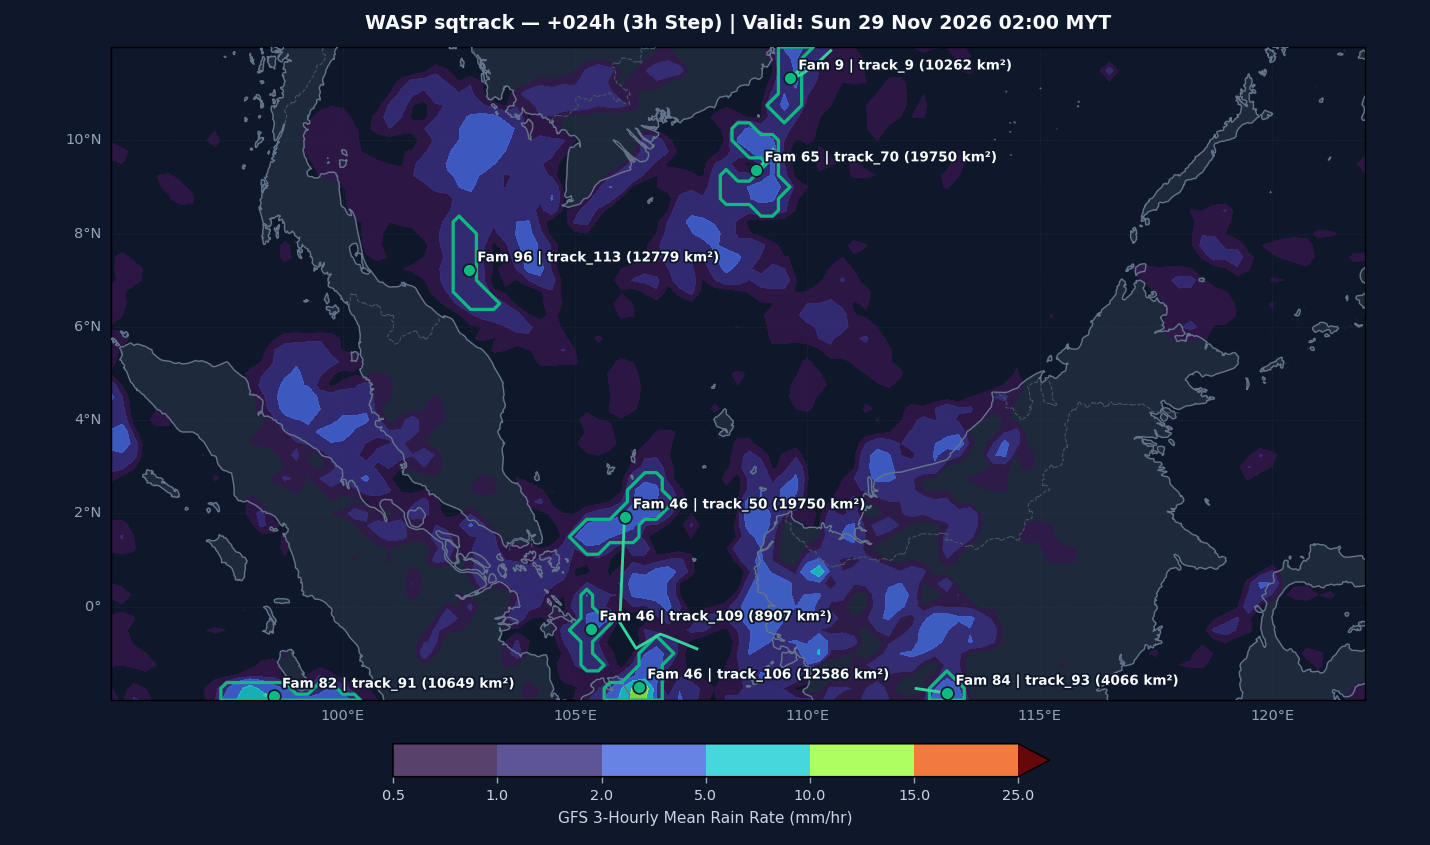 WASP sqtrack — +024h (3h Step) | Valid: Sun 29 Nov 2026 02:00 MYT
Fam 9 | track_9 (10262 km²)
10°N
Fam 65 | track_70 (19750 km²)
8°N
Fam 96 | track_113 (12779 km²)
6°N
4°N
2°N
Fam 46 | track_50 (19750 km²)
0°
Fam 46 | track_109 (8907 km²)
Fam 46 | track_106 (12586 km²)
Fam 82 | track_91 (10649 km²)
Fam 84 | track_93 (4066 km²)
100°E 105°E 110°E 115°E 120°E
0.5 1.0 2.0 5.0 10.0 15.0 25.0
GFS 3-Hourly Mean Rain Rate (mm/hr)